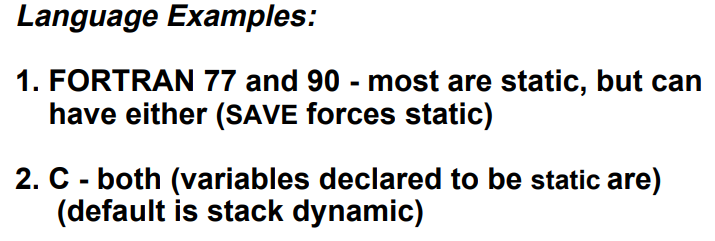 Language Examples:
1. FORTRAN 77 and 90 - most are static, but can
have either (SAVE forces static)
2. C - both (variables declared to be static are)
(default is stack dynamic)